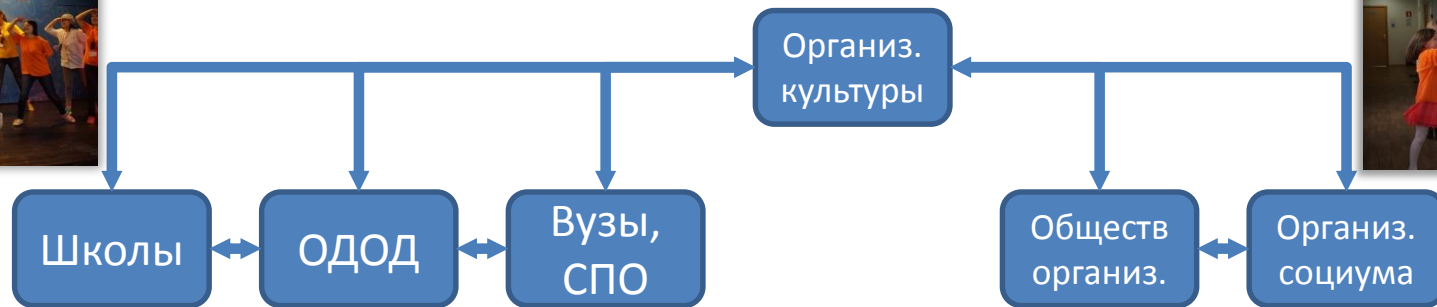 Организ.
культуры
Школы
ОДОД
Вузы,
СПО
Обществ
организ.
Организ.
социума